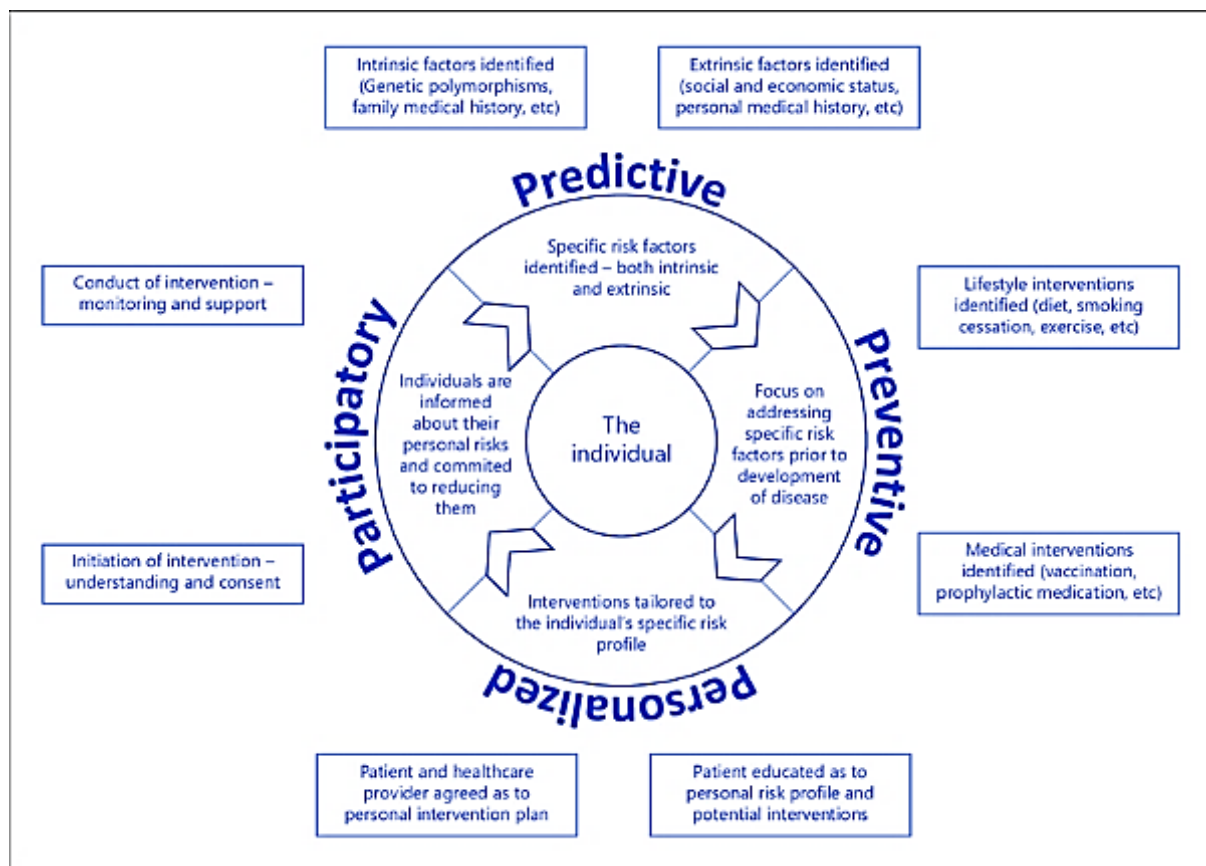 Intrinsic factors identified
(Genetic polymorphisms,
family medical history, etc)
Extrinsic factors identified
(social and economic status,
personal medical history, etc)
Predictive
Specific risk factors
identified – both intrinsic
and extrinsic
Conduct of intervention –
monitoring and support
Lifestyle interventions
identified (diet, smoking
cessation, exercise, etc)
Participatory
Individuals are
informed
about their
personal risks
and commited
to reducing
them
The
individual
Focus on
addressing
specific risk
factors prior to
development
of disease
Preventive
Initiation of intervention –
understanding and consent
Medical interventions
identified (vaccination,
prophylactic medication, etc)
Interventions tailored to
the individual's specific risk
profile
Personalized
Patient and healthcare
provider agreed as to
personal intervention plan
Patient educated as to
personal risk profile and
potential interventions